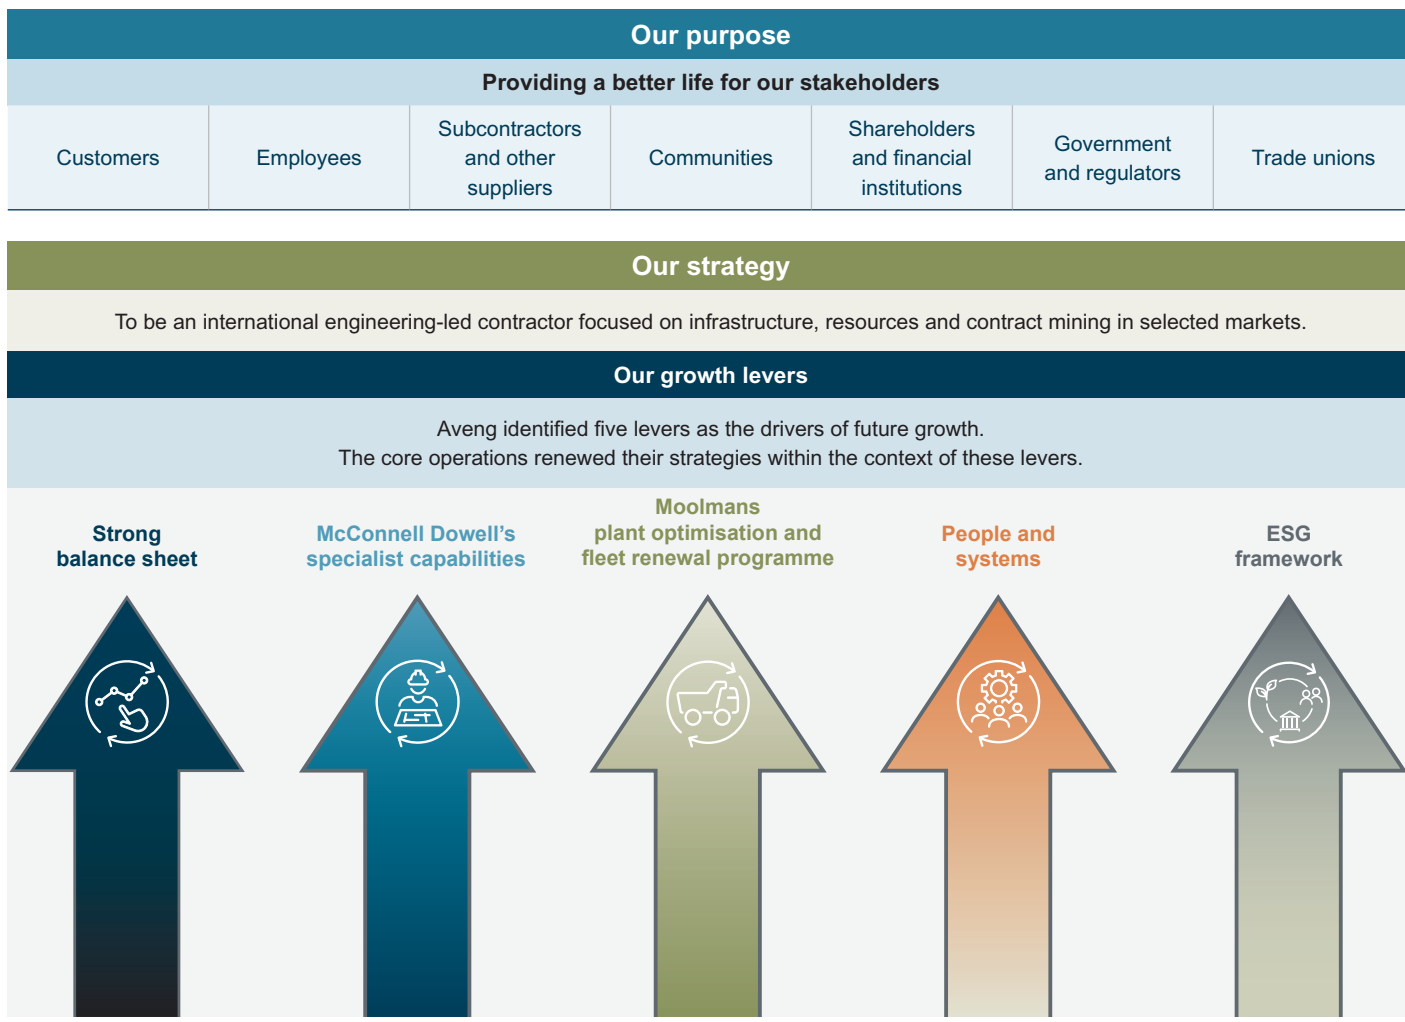 Our purpose
Providing a better life for our stakeholders
Customers
Employees
Subcontractors
and other
suppliers
Communities
Shareholders
and financial
institutions
Government
and regulators
Trade unions
Our strategy
To be an international engineering-led contractor focused on infrastructure, resources and contract mining in selected markets.
Our growth levers
Aveng identified five levers as the drivers of future growth.
The core operations renewed their strategies within the context of these levers.
Strong
balance sheet
McConnell Dowell’s
specialist capabilities
Moolmans
plant optimisation and
fleet renewal programme
People and
systems
ESG
framework